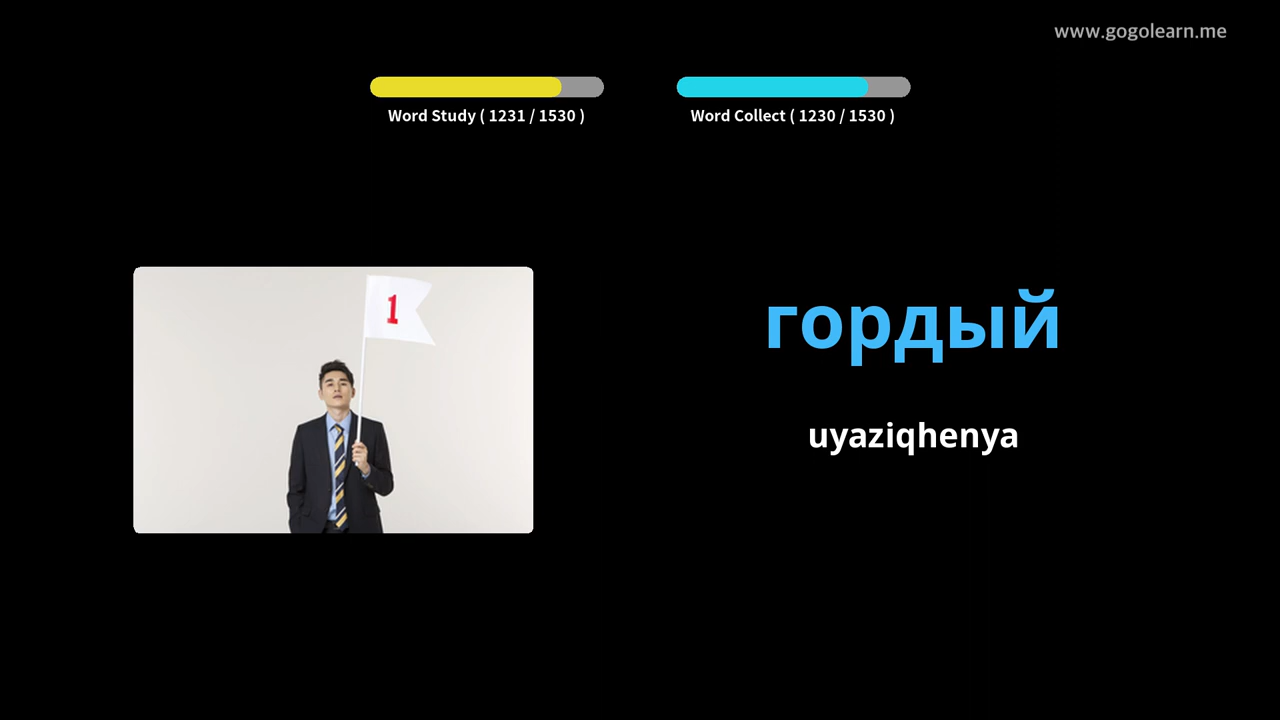 www.gogolearn.me
Word Study ( 1231 / 1530 )
Word Collect ( 1230 / 1530 )
1
гордый
uyaziqhenya